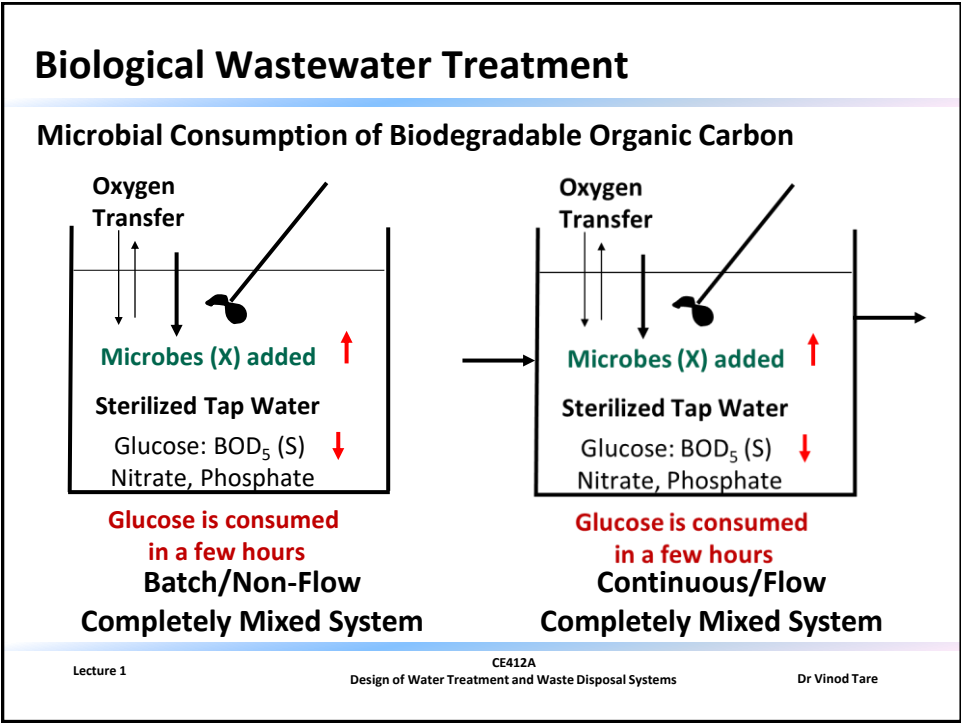 Biological Wastewater Treatment
Microbial Consumption of Biodegradable Organic Carbon
Oxygen
Transfer
Microbes (X) added
Sterilized Tap Water
Glucose: BOD₅ (S)
Nitrate, Phosphate
Glucose is consumed
in a few hours
Batch/Non-Flow
Completely Mixed System
Oxygen
Transfer
Microbes (X) added
Sterilized Tap Water
Glucose: BOD₅ (S)
Nitrate, Phosphate
Glucose is consumed
in a few hours
Continuous/Flow
Completely Mixed System
Lecture 1
CE412A
Design of Water Treatment and Waste Disposal Systems
Dr Vinod Tare